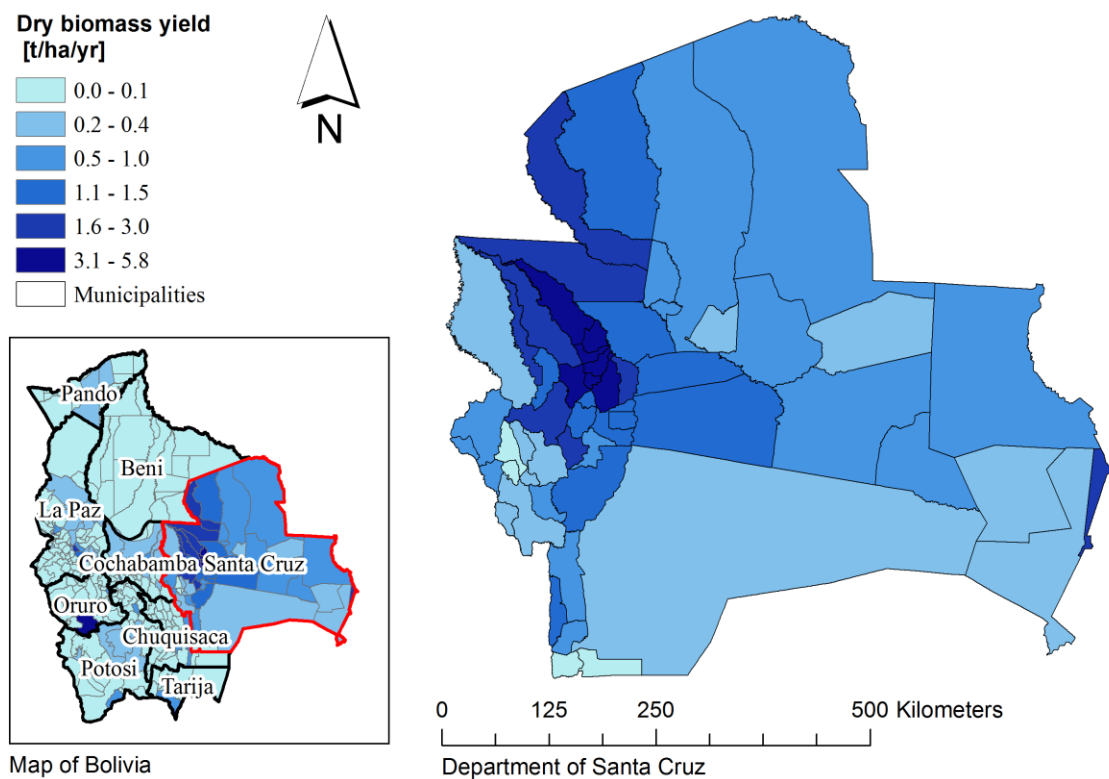 Dry biomass yield
[t/ha/yr]
0.0 - 0.1
0.2 - 0.4
0.5 - 1.0
1.1 - 1.5
1.6 - 3.0
3.1 - 5.8
Municipalities
N
Pando
Beni
La Paz
Cochabamba
Santa Cruz
Oruro
Chuquisaca
Potosi
Tarija
Map of Bolivia
0 125 250 500 Kilometers
Department of Santa Cruz